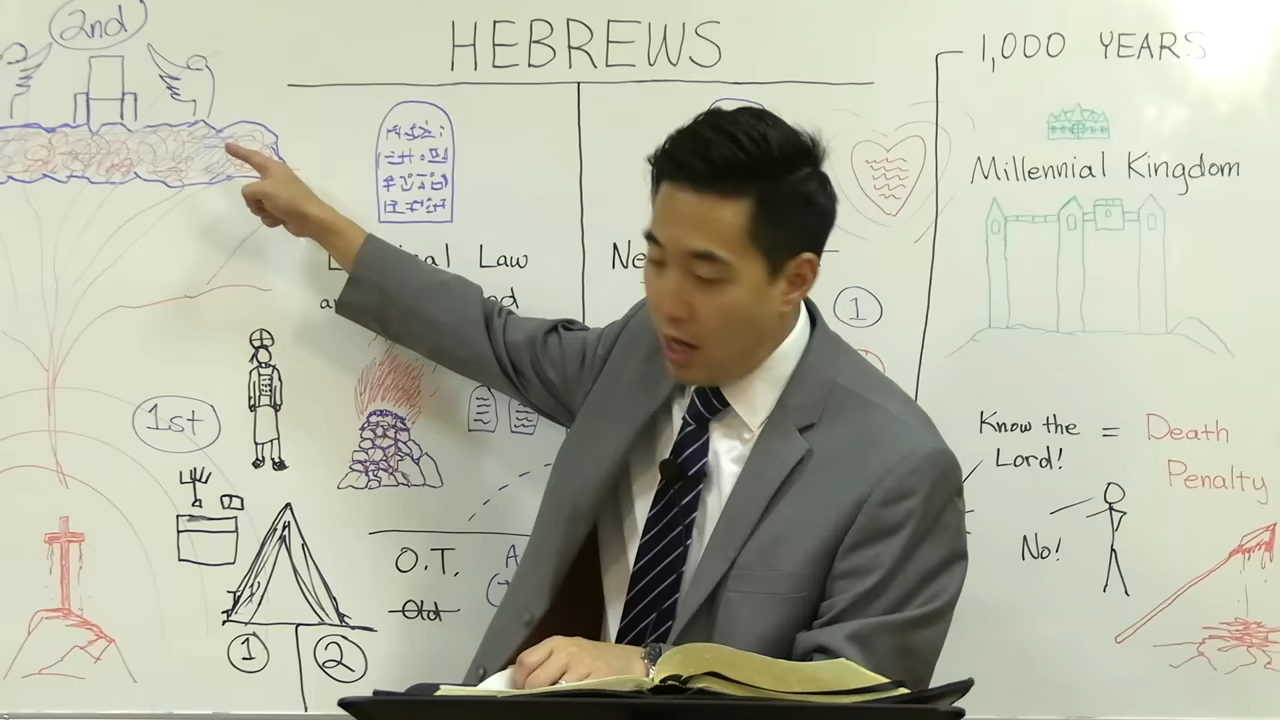 2nd
HEBREWS
1,000 YEARS
Millennial Kingdom
Law
1
1st
Know the = Death
Lord! Penalty
No!
O.T.
Old
1 2